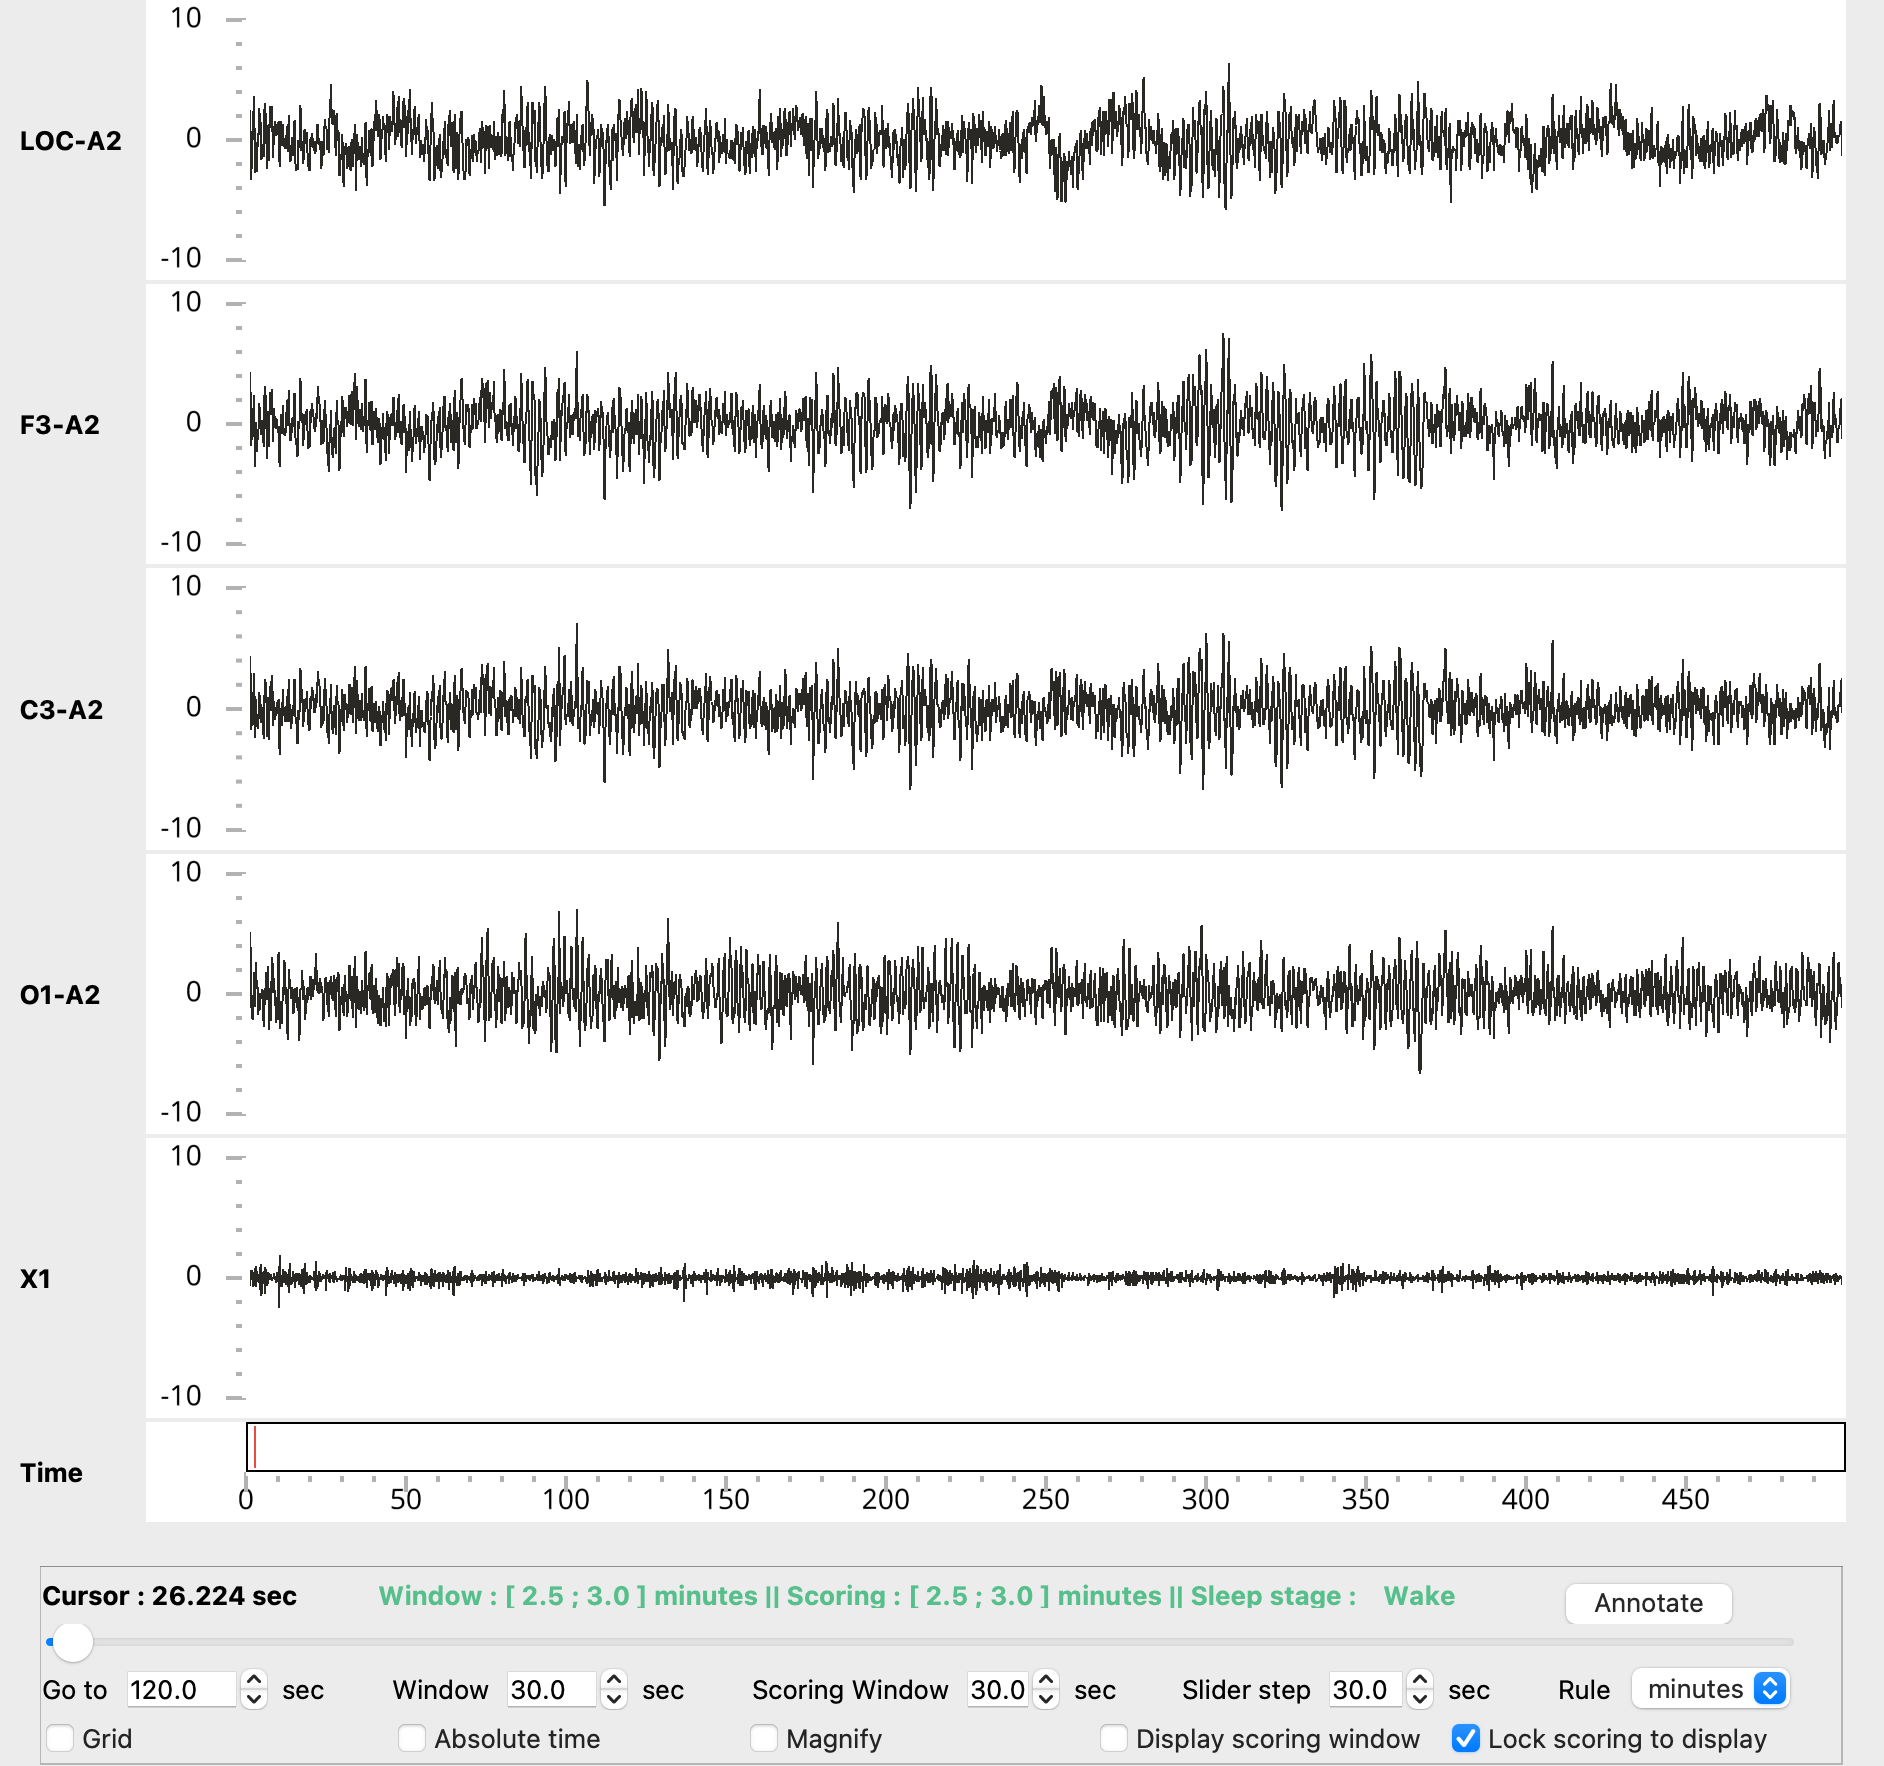 10
LOC-A2
0
-10
10
F3-A2
0
-10
10
C3-A2
0
-10
10
O1-A2
0
-10
10
X1
0
-10
Time
0 50 100 150 200 250 300 350 400 450
Cursor : 26.224 sec Window : [ 2.5 ; 3.0 ] minutes || Scoring : [ 2.5 ; 3.0 ] minutes || Sleep stage : Wake Annotate
Go to 120.0 sec Window 30.0 sec Scoring Window 30.0 sec Slider step 30.0 sec Rule minutes
Grid Absolute time Magnify Display scoring window Lock scoring to display